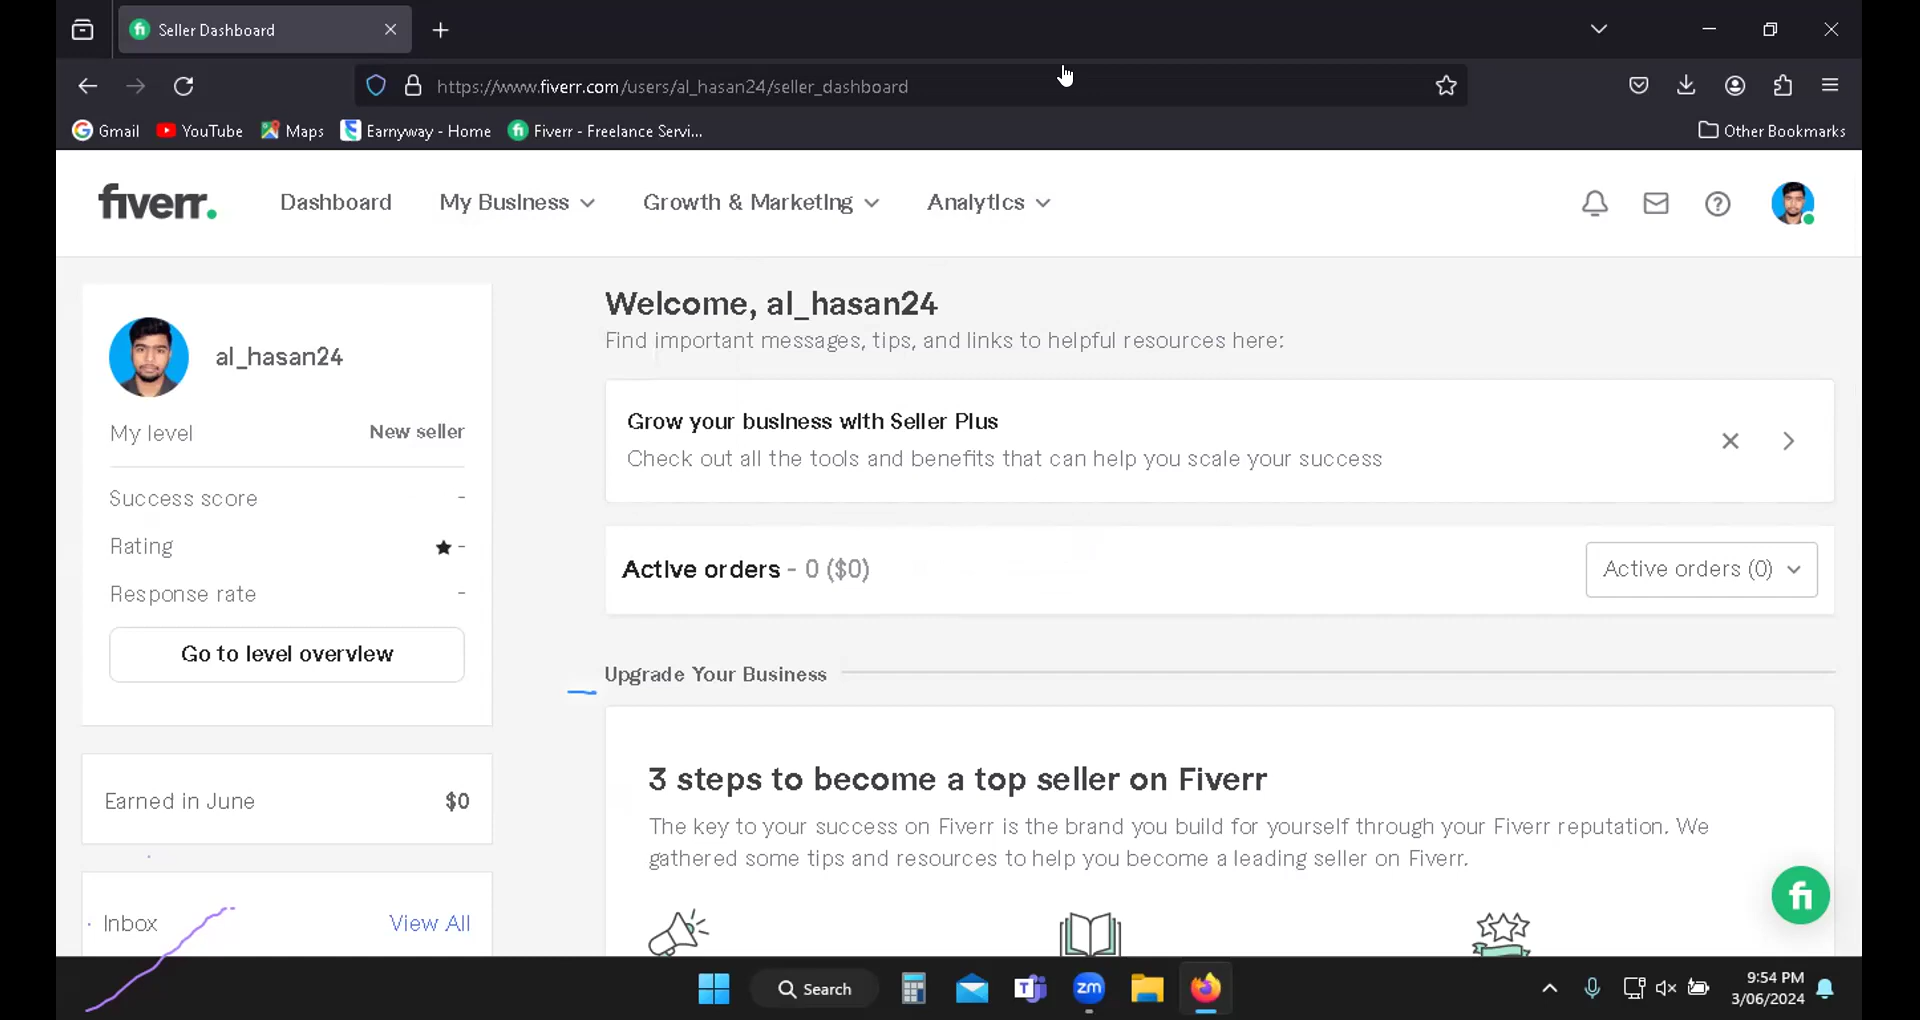 Seller Dashboard
https://www.fiverr.com/users/al_hasan24/seller_dashboard
Gmail YouTube Maps Earnyway - Home Fiverr - Freelance Servi... Other Bookmarks
fiverr. Dashboard My Business Growth & Marketing Analytics
al_hasan24
My level New seller
Success score -
Rating ★ -
Response rate -
Go to level overview
Earned in June $0
Inbox View All
Welcome, al_hasan24
Find important messages, tips, and links to helpful resources here:
Grow your business with Seller Plus
Check out all the tools and benefits that can help you scale your success
Active orders - 0 ($0) Active orders (0)
Upgrade Your Business
3 steps to become a top seller on Fiverr
The key to your success on Fiverr is the brand you build for yourself through your Fiverr reputation. We
gathered some tips and resources to help you become a leading seller on Fiverr.
fi
Search
zm
9:54 PM
3/06/2024